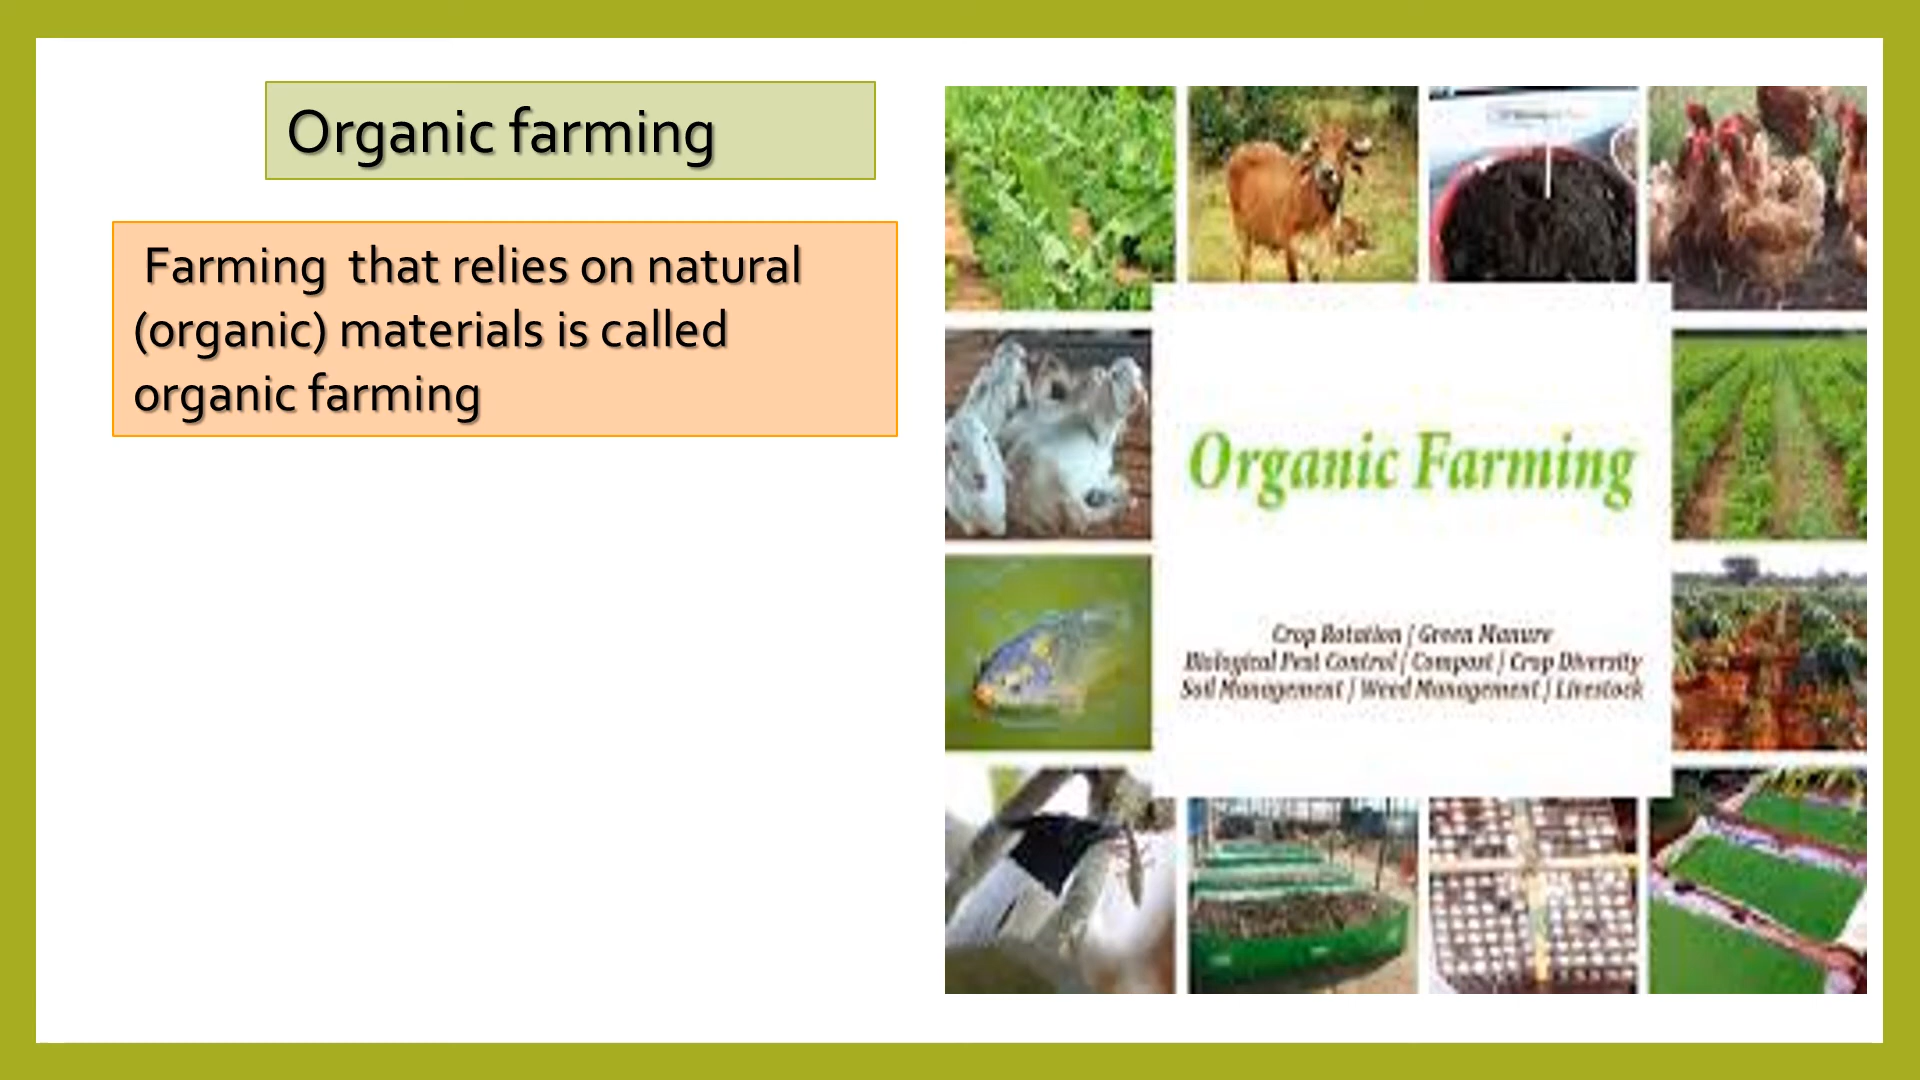 Organic farming
Farming that relies on natural
(organic) materials is called
organic farming
Organic Farming
Crop Rotation | Green Manure
Biological Pest Control | Compost | Crop Diversity
Soil Management | Weed Management | Livestock